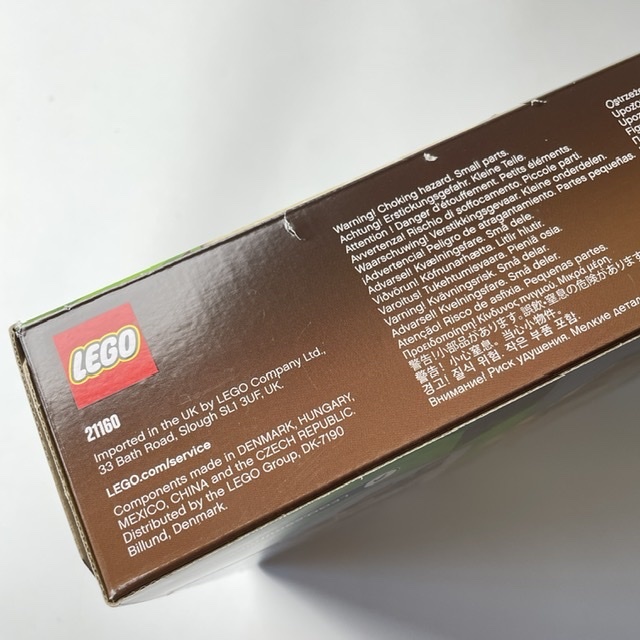 LEGO
21160
Imported in the UK by LEGO Company Ltd,
33 Bath Road, Slough SL1 3UF, UK.
LEGO.com/service
Components made in DENMARK, HUNGARY,
MEXICO, CHINA and the CZECH REPUBLIC.
Distributed by the LEGO Group, DK-7190
Billund, Denmark.
Warning! Choking hazard. Small parts.
Achtung! Erstickungsgefahr. Kleine Teile.
Attention ! Danger d'étouffement. Petits éléments.
Avvertenza! Rischio di soffocamento. Piccole parti.
Waarschuwing! Verstikkingsgevaar. Kleine onderdelen.
¡Advertencia! Peligro de atragantamiento. Partes pequeñas.
Advarsel! Kvælningsfare. Små dele.
Viðvörun! Köfnunarhætta. Litlir hlutir.
Varoitus! Tukehtumisvaara. Pieniä osia.
Varning! Kvävningsrisk. Små delar.
Advarsel! Kvelningsfare. Små deler.
Atenção! Risco de asfixia. Pequenas partes.
Προειδοποίηση! Κίνδυνος πνιγμού. Μικρά μέρη.
警告!小部品があります。誤飲・窒息の危険があります
警告! 小心窒息。当心小物件。
경고! 질식 위험. 작은 부품 포함.
Внимание! Риск удушения. Мелкие дета
Ostrzeże
Upozo
Upoz